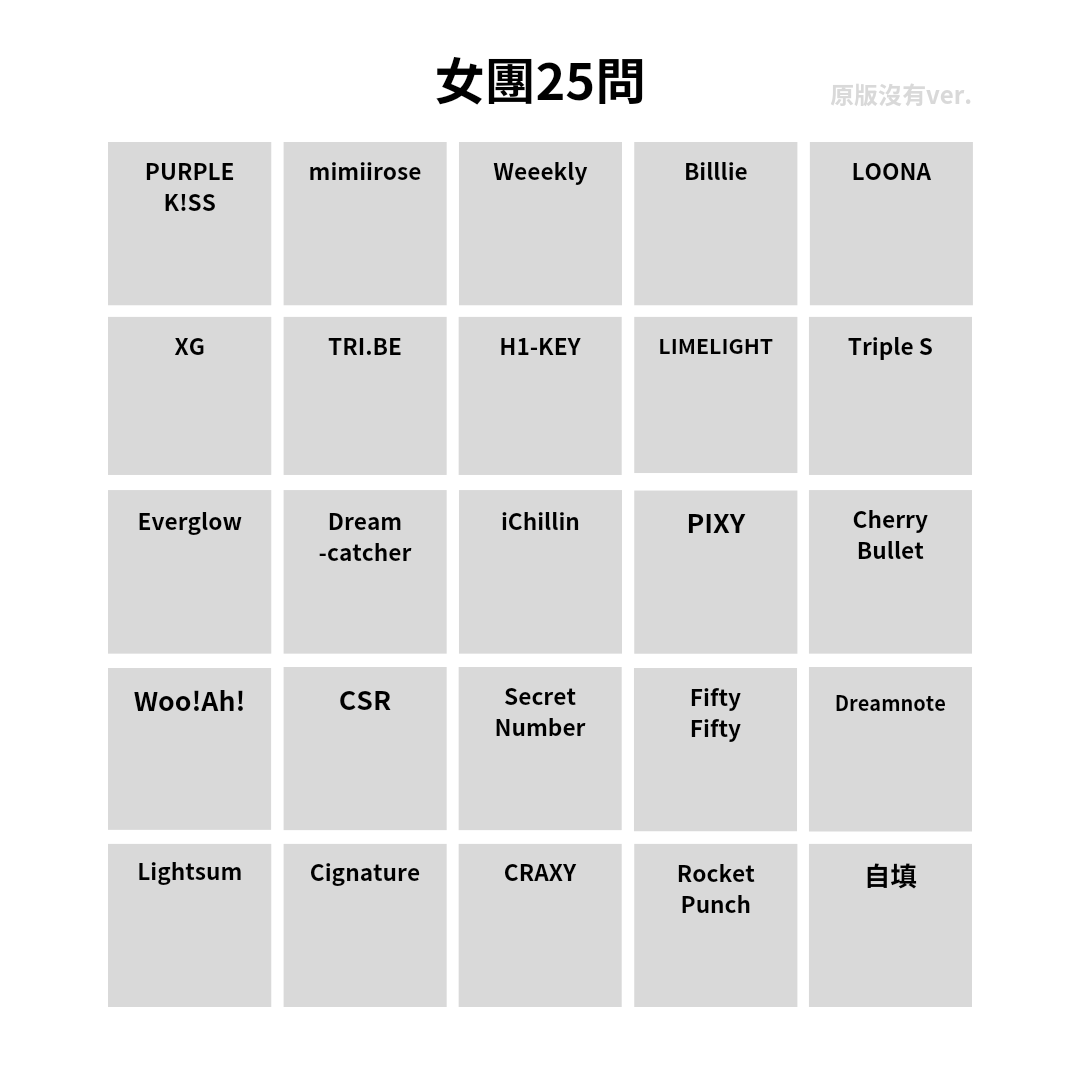 女團25問
原版沒有ver.
PURPLE
K!SS
mimiirose
Weeekly
Billlie
LOONA
XG
TRI.BE
H1-KEY
LIMELIGHT
Triple S
Everglow
Dream
-catcher
iChillin
PIXY
Cherry
Bullet
Woo!Ah!
CSR
Secret
Number
Fifty
Fifty
Dreamnote
Lightsum
Cignature
CRAXY
Rocket
Punch
自填